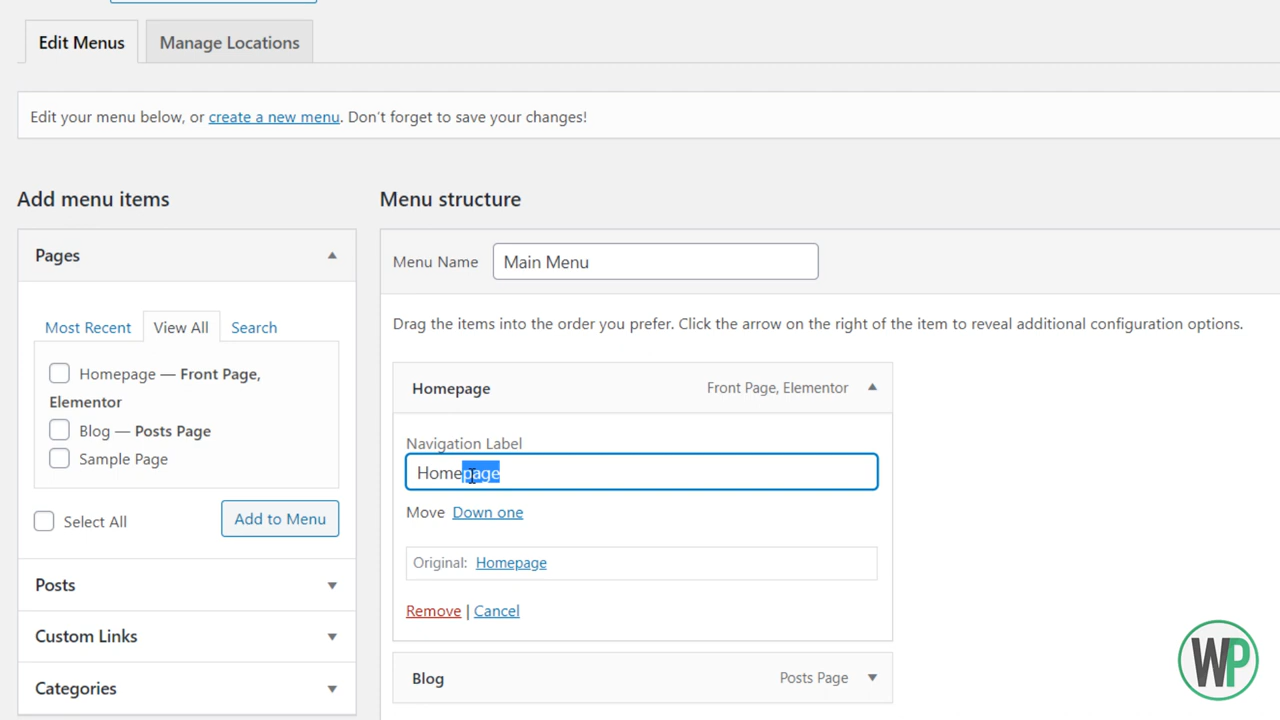 Edit Menus
Manage Locations
Edit your menu below, or create a new menu. Don't forget to save your changes!
Add menu items
Menu structure
Pages
Menu Name
Main Menu
Most Recent
View All
Search
Drag the items into the order you prefer. Click the arrow on the right of the item to reveal additional configuration options.
Homepage — Front Page,
Elementor
Blog — Posts Page
Sample Page
Select All
Add to Menu
Posts
Custom Links
Categories
Homepage
Front Page, Elementor
Navigation Label
Homepage
Move Down one
Original: Homepage
Remove | Cancel
Blog
Posts Page
WP